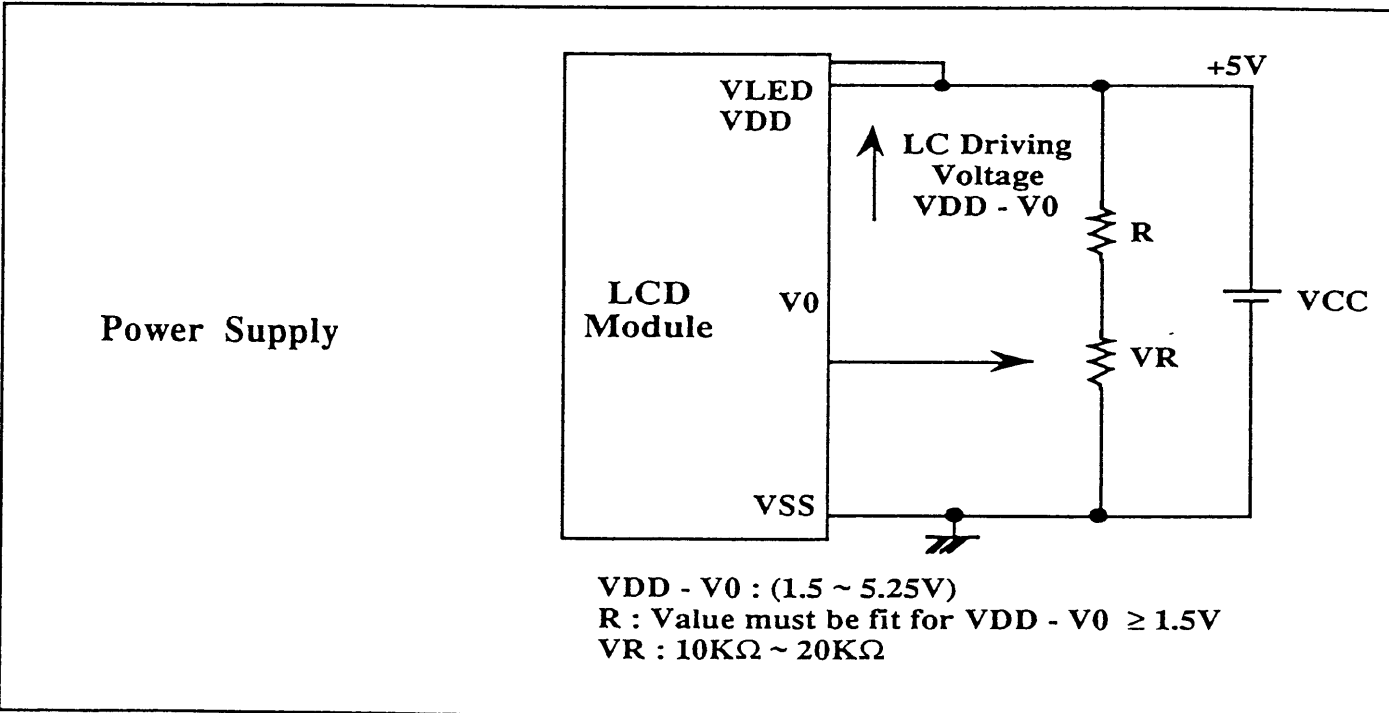 Power Supply
VLED
VDD
LCD
Module
V0
VSS
LC Driving
Voltage
VDD - V0
+5V
R
VR
VCC
VDD - V0 : (1.5 ~ 5.25V)
R : Value must be fit for VDD - V0 ≥ 1.5V
VR : 10KΩ ~ 20KΩ